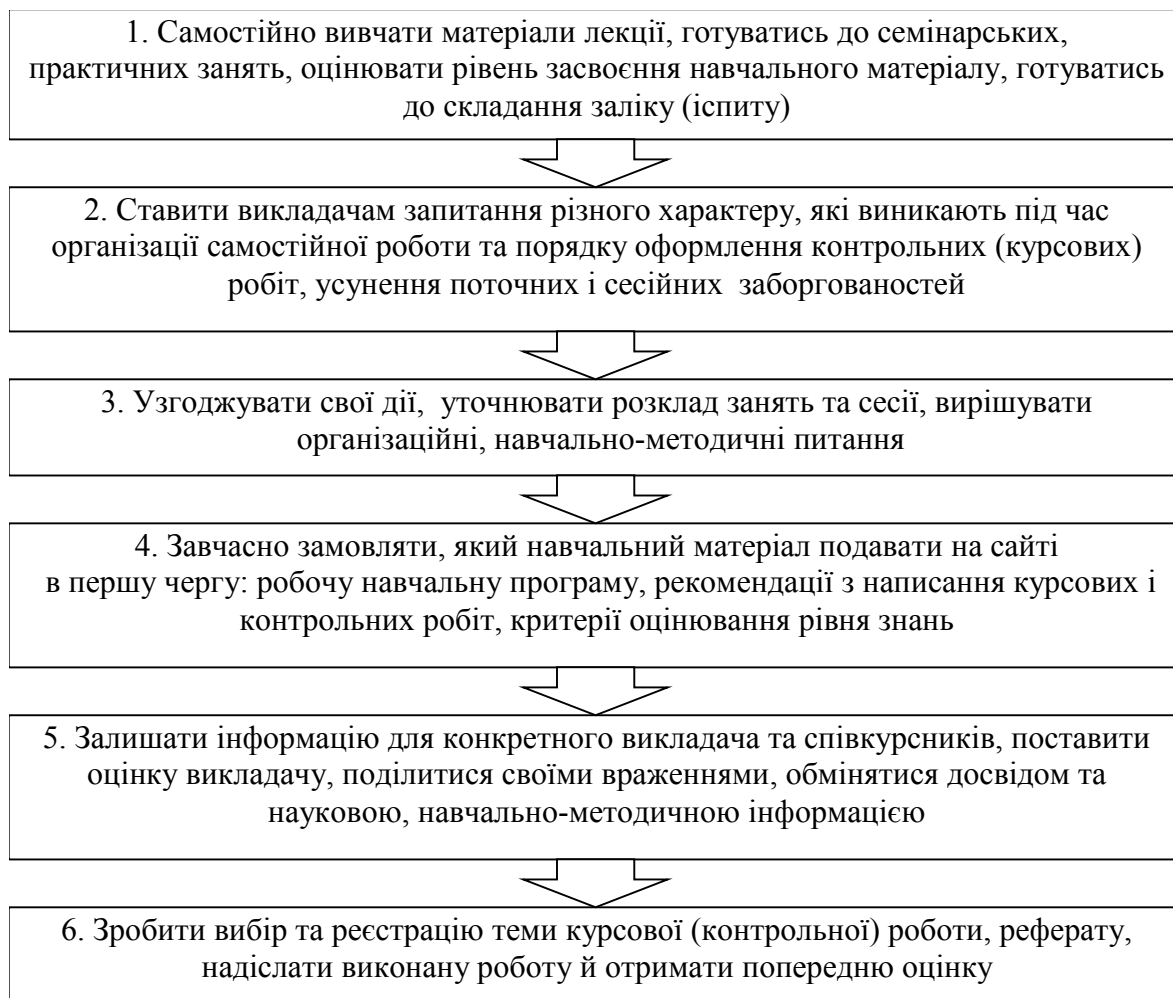 1. Самостійно вивчати матеріали лекції, готуватись до семінарських,
практичних занять, оцінювати рівень засвоєння навчального матеріалу, готуватись
до складання заліку (іспиту)
2. Ставити викладачам запитання різного характеру, які виникають під час
організації самостійної роботи та порядку оформлення контрольних (курсових)
робіт, усунення поточних і сесійних заборгованостей
3. Узгоджувати свої дії, уточнювати розклад занять та сесії, вирішувати
організаційні, навчально-методичні питання
4. Завчасно замовляти, який навчальний матеріал подавати на сайті
в першу чергу: робочу навчальну програму, рекомендації з написання курсових і
контрольних робіт, критерії оцінювання рівня знань
5. Залишати інформацію для конкретного викладача та співкурсників, поставити
оцінку викладачу, поділитися своїми враженнями, обмінятися досвідом та
науковою, навчально-методичною інформацією
6. Зробити вибір та реєстрацію теми курсової (контрольної) роботи, реферату,
надіслати виконану роботу й отримати попередню оцінку